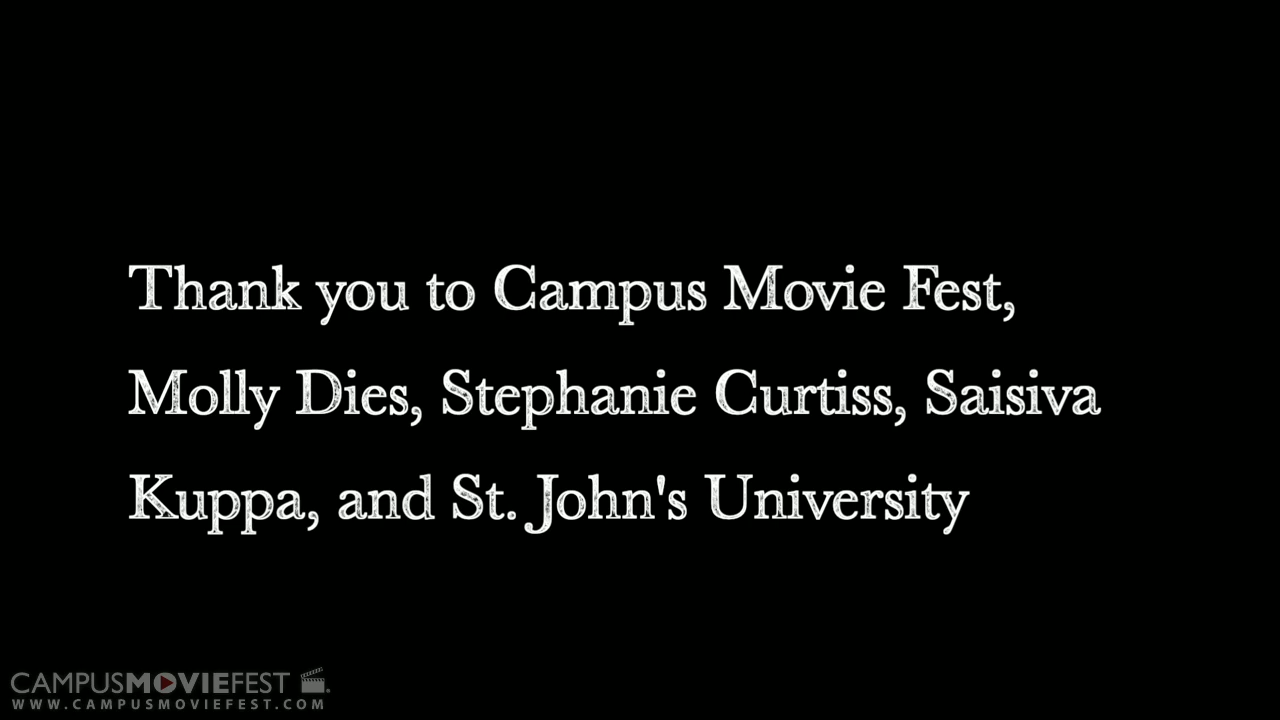 Thank you to Campus Movie Fest,
Molly Dies, Stephanie Curtiss, Saisiva
Kuppa, and St. John's University
CAMPUSMOVIEFEST
WWW.CAMPUSMOVIEFEST.COM